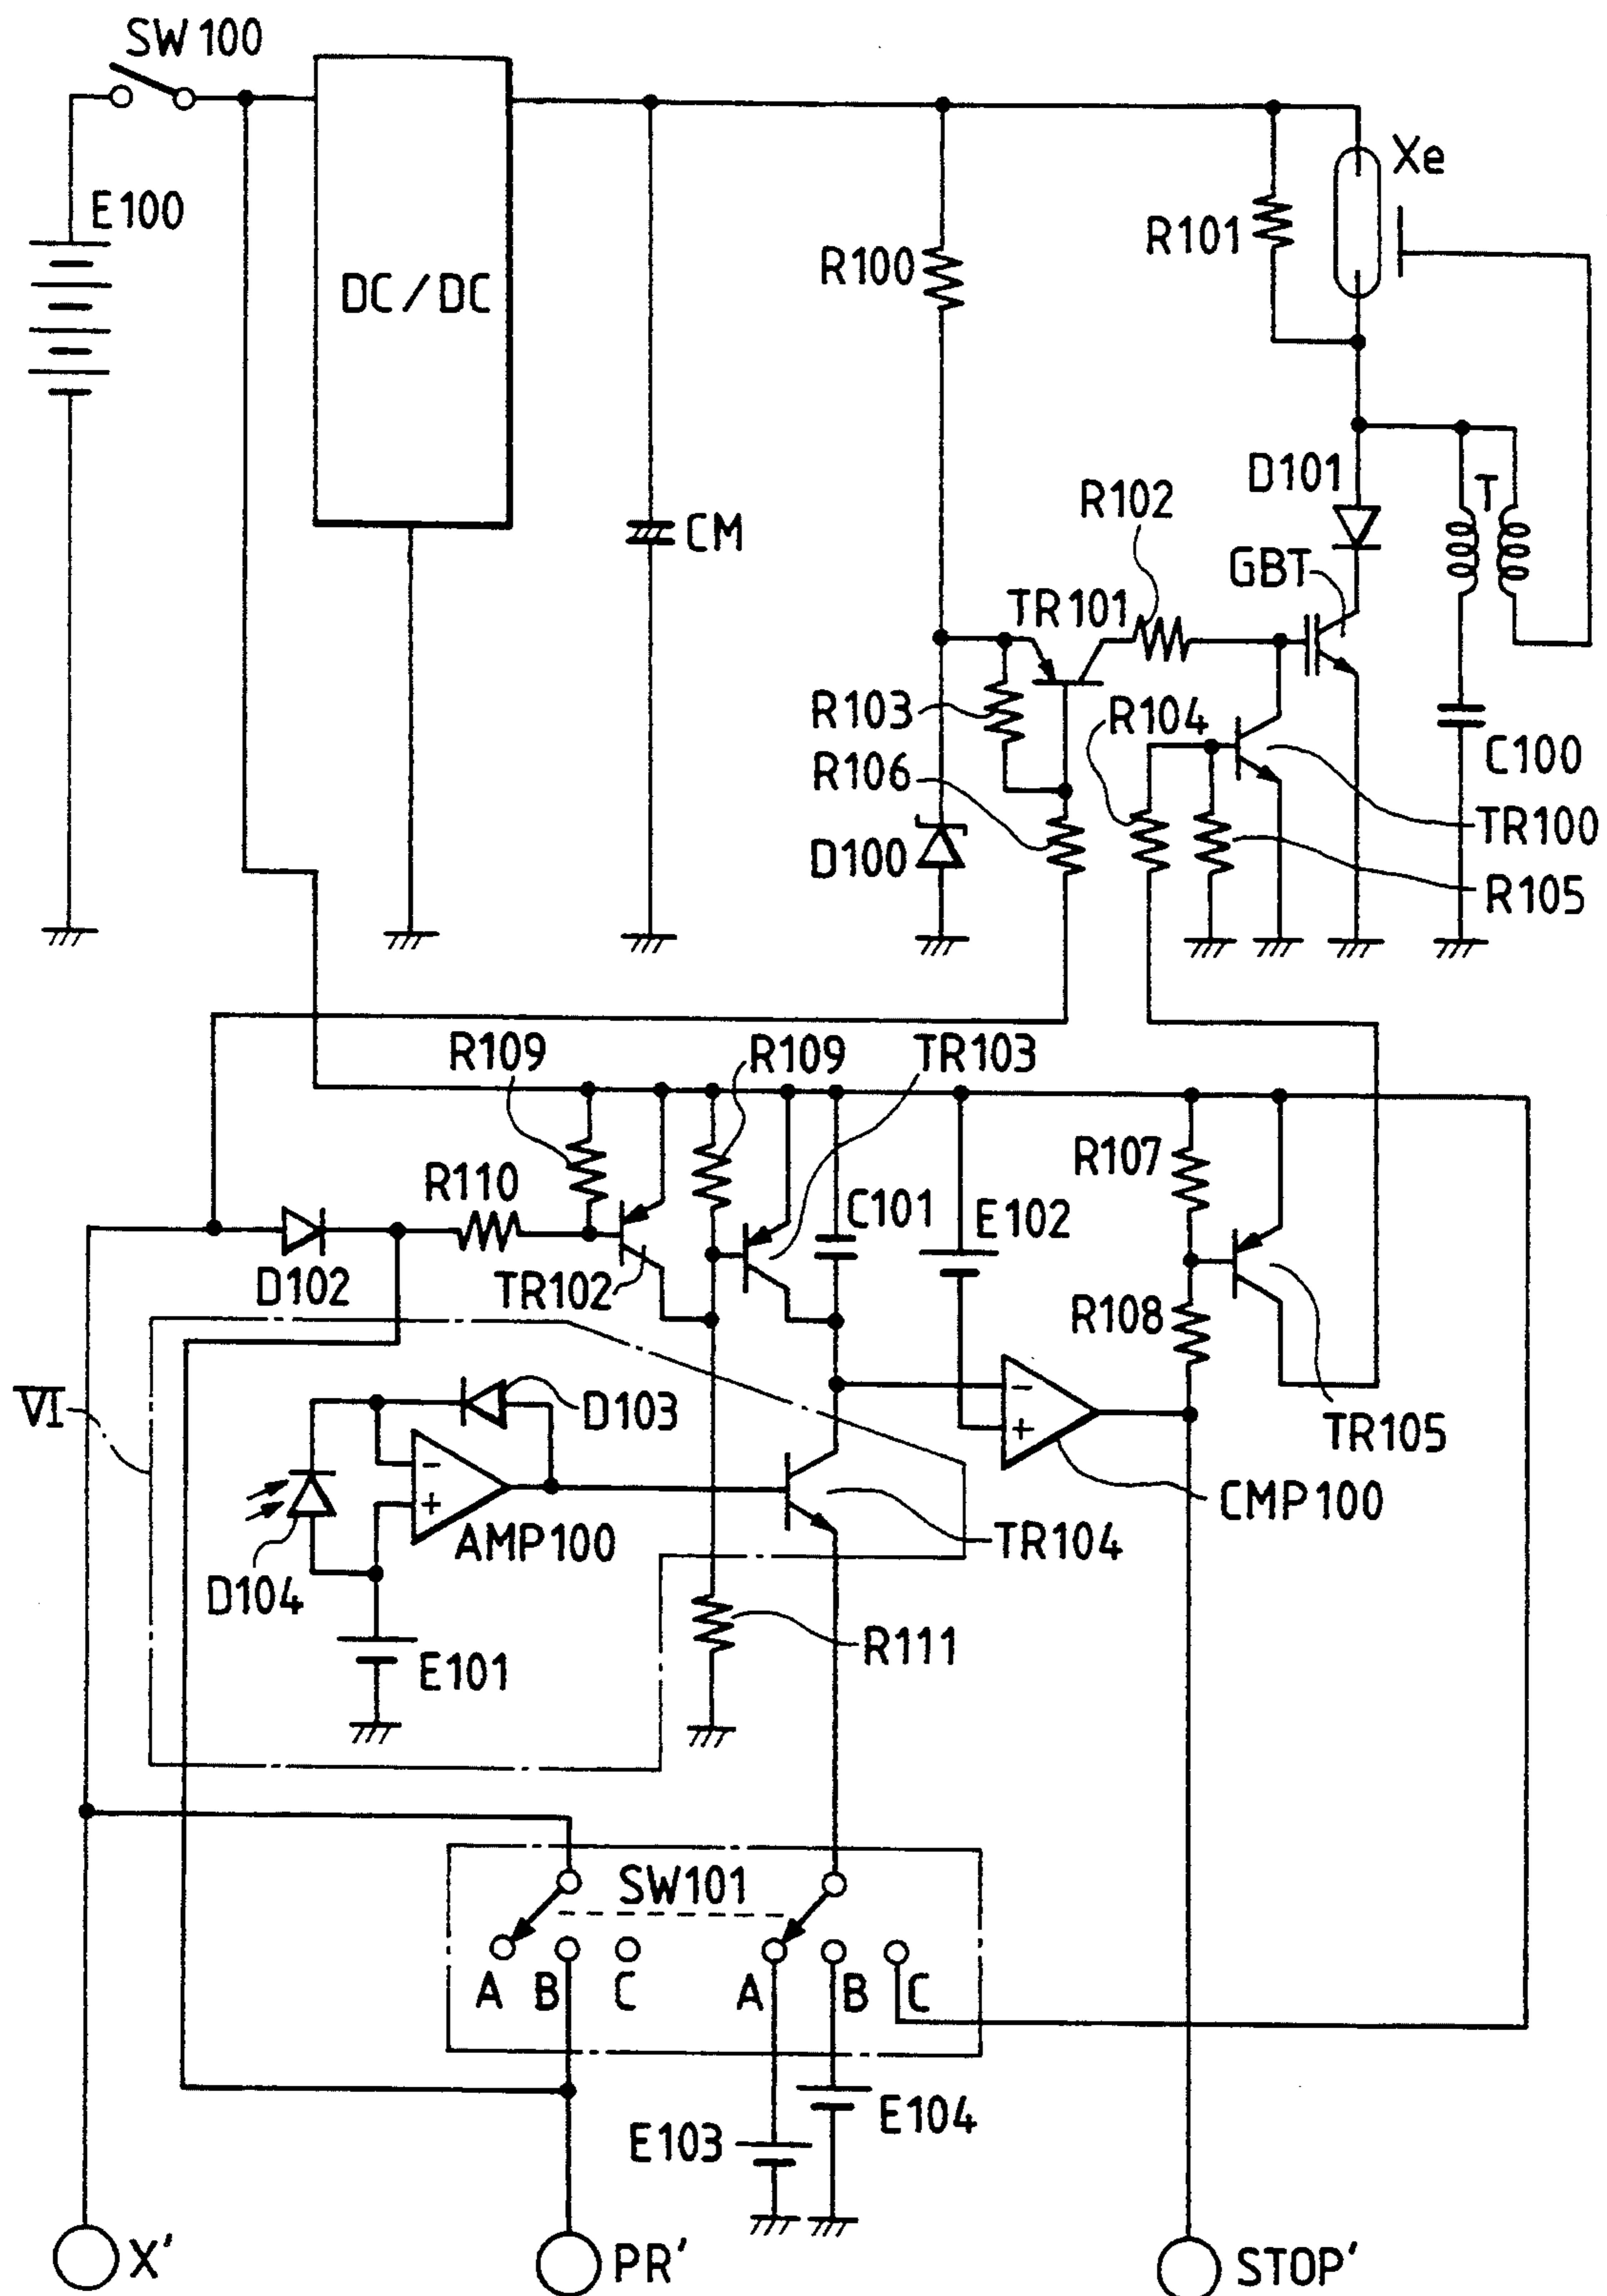 SW100
E100
DC/DC
Xe
R101
R100
CM
D101
T
R102
GBT
TR101
R103
R104
R106
C100
D100
TR100
R105
R109
R109
TR103
R107
R110
C101
E102
D102
TR102
R108
VI
D103
TR105
CMP100
AMP100
TR104
D104
R111
E101
SW101
A B C A B C
E104
E103
X' PR' STOP'